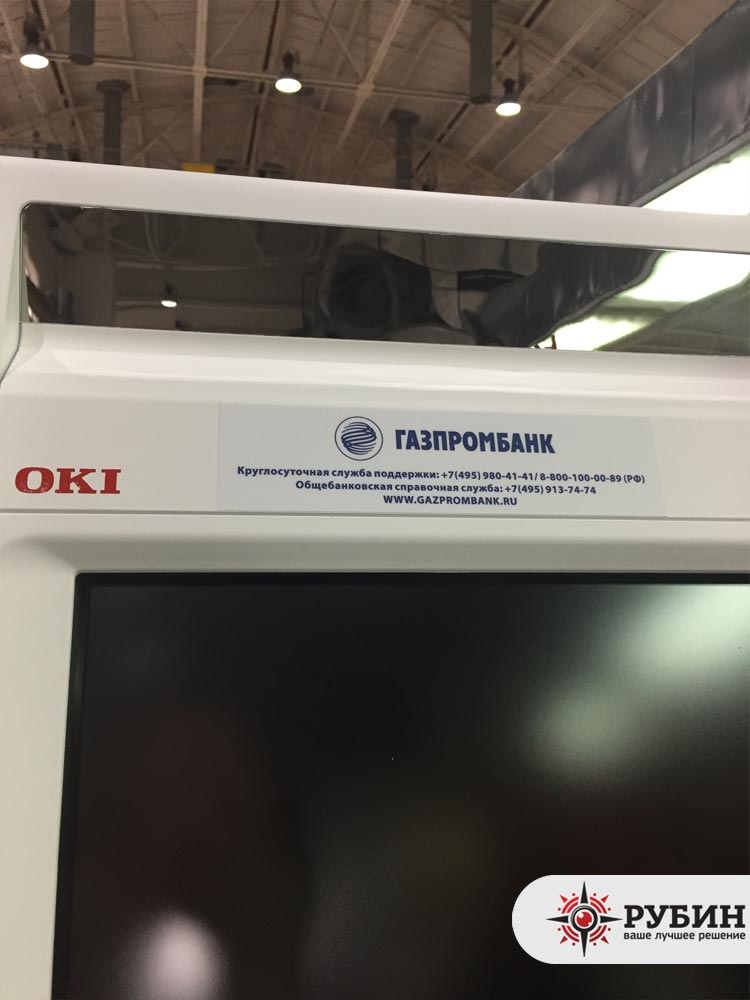 ГАЗПРОМБАНК
OKI
Круглосуточная служба поддержки: +7(495) 980-41-41/ 8-800-100-00-89 (РФ)
Общебанковская справочная служба: +7(495) 913-74-74
WWW.GAZPROMBANK.RU
РУБИН
ваше лучшее решение